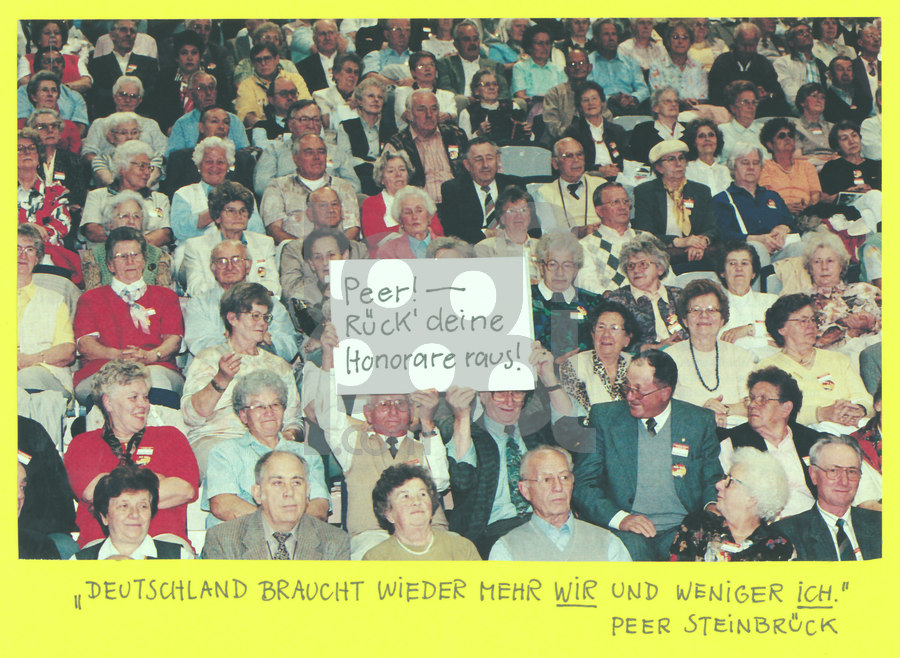 Peer! —
RÜCK' deine
Honorare raus!
„DEUTSCHLAND BRAUCHT WIEDER MEHR WIR UND WENIGER ICH."
PEER STEINBRÜCK